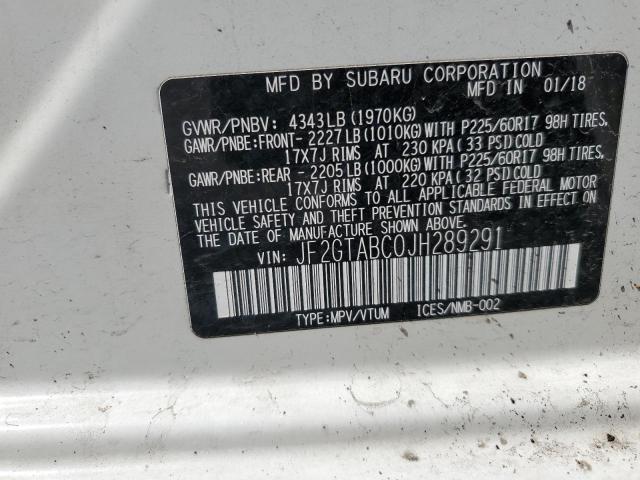 MFD BY SUBARU CORPORATION
MFD IN 01/18
GVWR/PNBV: 4343LB (1970KG)
GAWR/PNBE:FRONT- 2227LB (1010KG) WITH P225/60R17 98H TIRES,
17X7J RIMS AT 230 KPA ( 33 PSI) COLD
GAWR/PNBE:REAR - 2205LB (1000KG) WITH P225/60R17 98H TIRES,
17X7J RIMS AT 220 KPA ( 32 PSI) COLD
THIS VEHICLE CONFORMS TO ALL APPLICABLE FEDERAL MOTOR
VEHICLE SAFETY AND THEFT PREVENTION STANDARDS IN EFFECT ON
THE DATE OF MANUFACTURE SHOWN ABOVE.
VIN: JF2GTABC0JH289291
TYPE:MPV/VTUM ICES/NMB-002